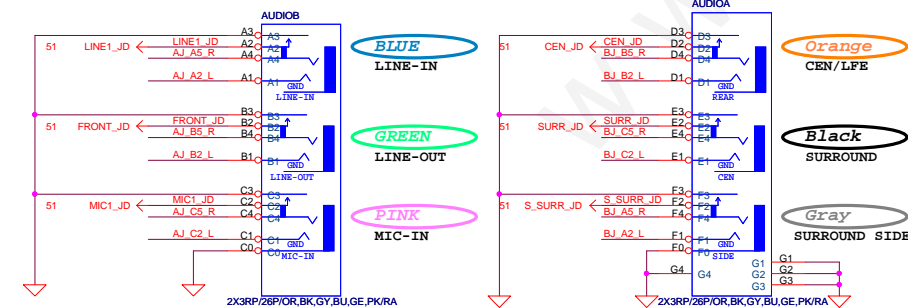 AUDIOB
A3 A3
51 LINE1_JD LINE1_JD A2 A2
AJ_A5_R A4 A4
AJ_A2_L A1 A1
GND
LINE-IN
BLUE
LINE-IN
B3 B3
51 FRONT_JD FRONT_JD B2 B2
AJ_B5_R B4 B4
AJ_B2_L B1 B1
GND
LINE-OUT
GREEN
LINE-OUT
C3 C3
51 MIC1_JD MIC1_JD C2 C2
AJ_C5_R C4 C4
AJ_C2_L C1 C1
GND
C0 C0
MIC-IN
PINK
MIC-IN
2X3RP/26P/OR,BK,GY,BU,GE,PK/RA
AUDIOA
D3 D3
51 CEN_JD CEN_JD D2 D2
BJ_B5_R D4 D4
BJ_B2_L D1 D1
GND
REAR
Orange
CEN/LFE
E3 E3
51 SURR_JD SURR_JD E2 E2
BJ_C5_R E4 E4
BJ_C2_L E1 E1
GND
CEN
Black
SURROUND
F3 F3
51 S_SURR_JD S_SURR_JD F2 F2
BJ_A5_R F4 F4
BJ_A2_L F1 F1
GND
F0 F0
SIDE
Gray
SURROUND SIDE
G4 G4
G1 G1
G2 G2
G3 G3
2X3RP/26P/OR,BK,GY,BU,GE,PK/RA